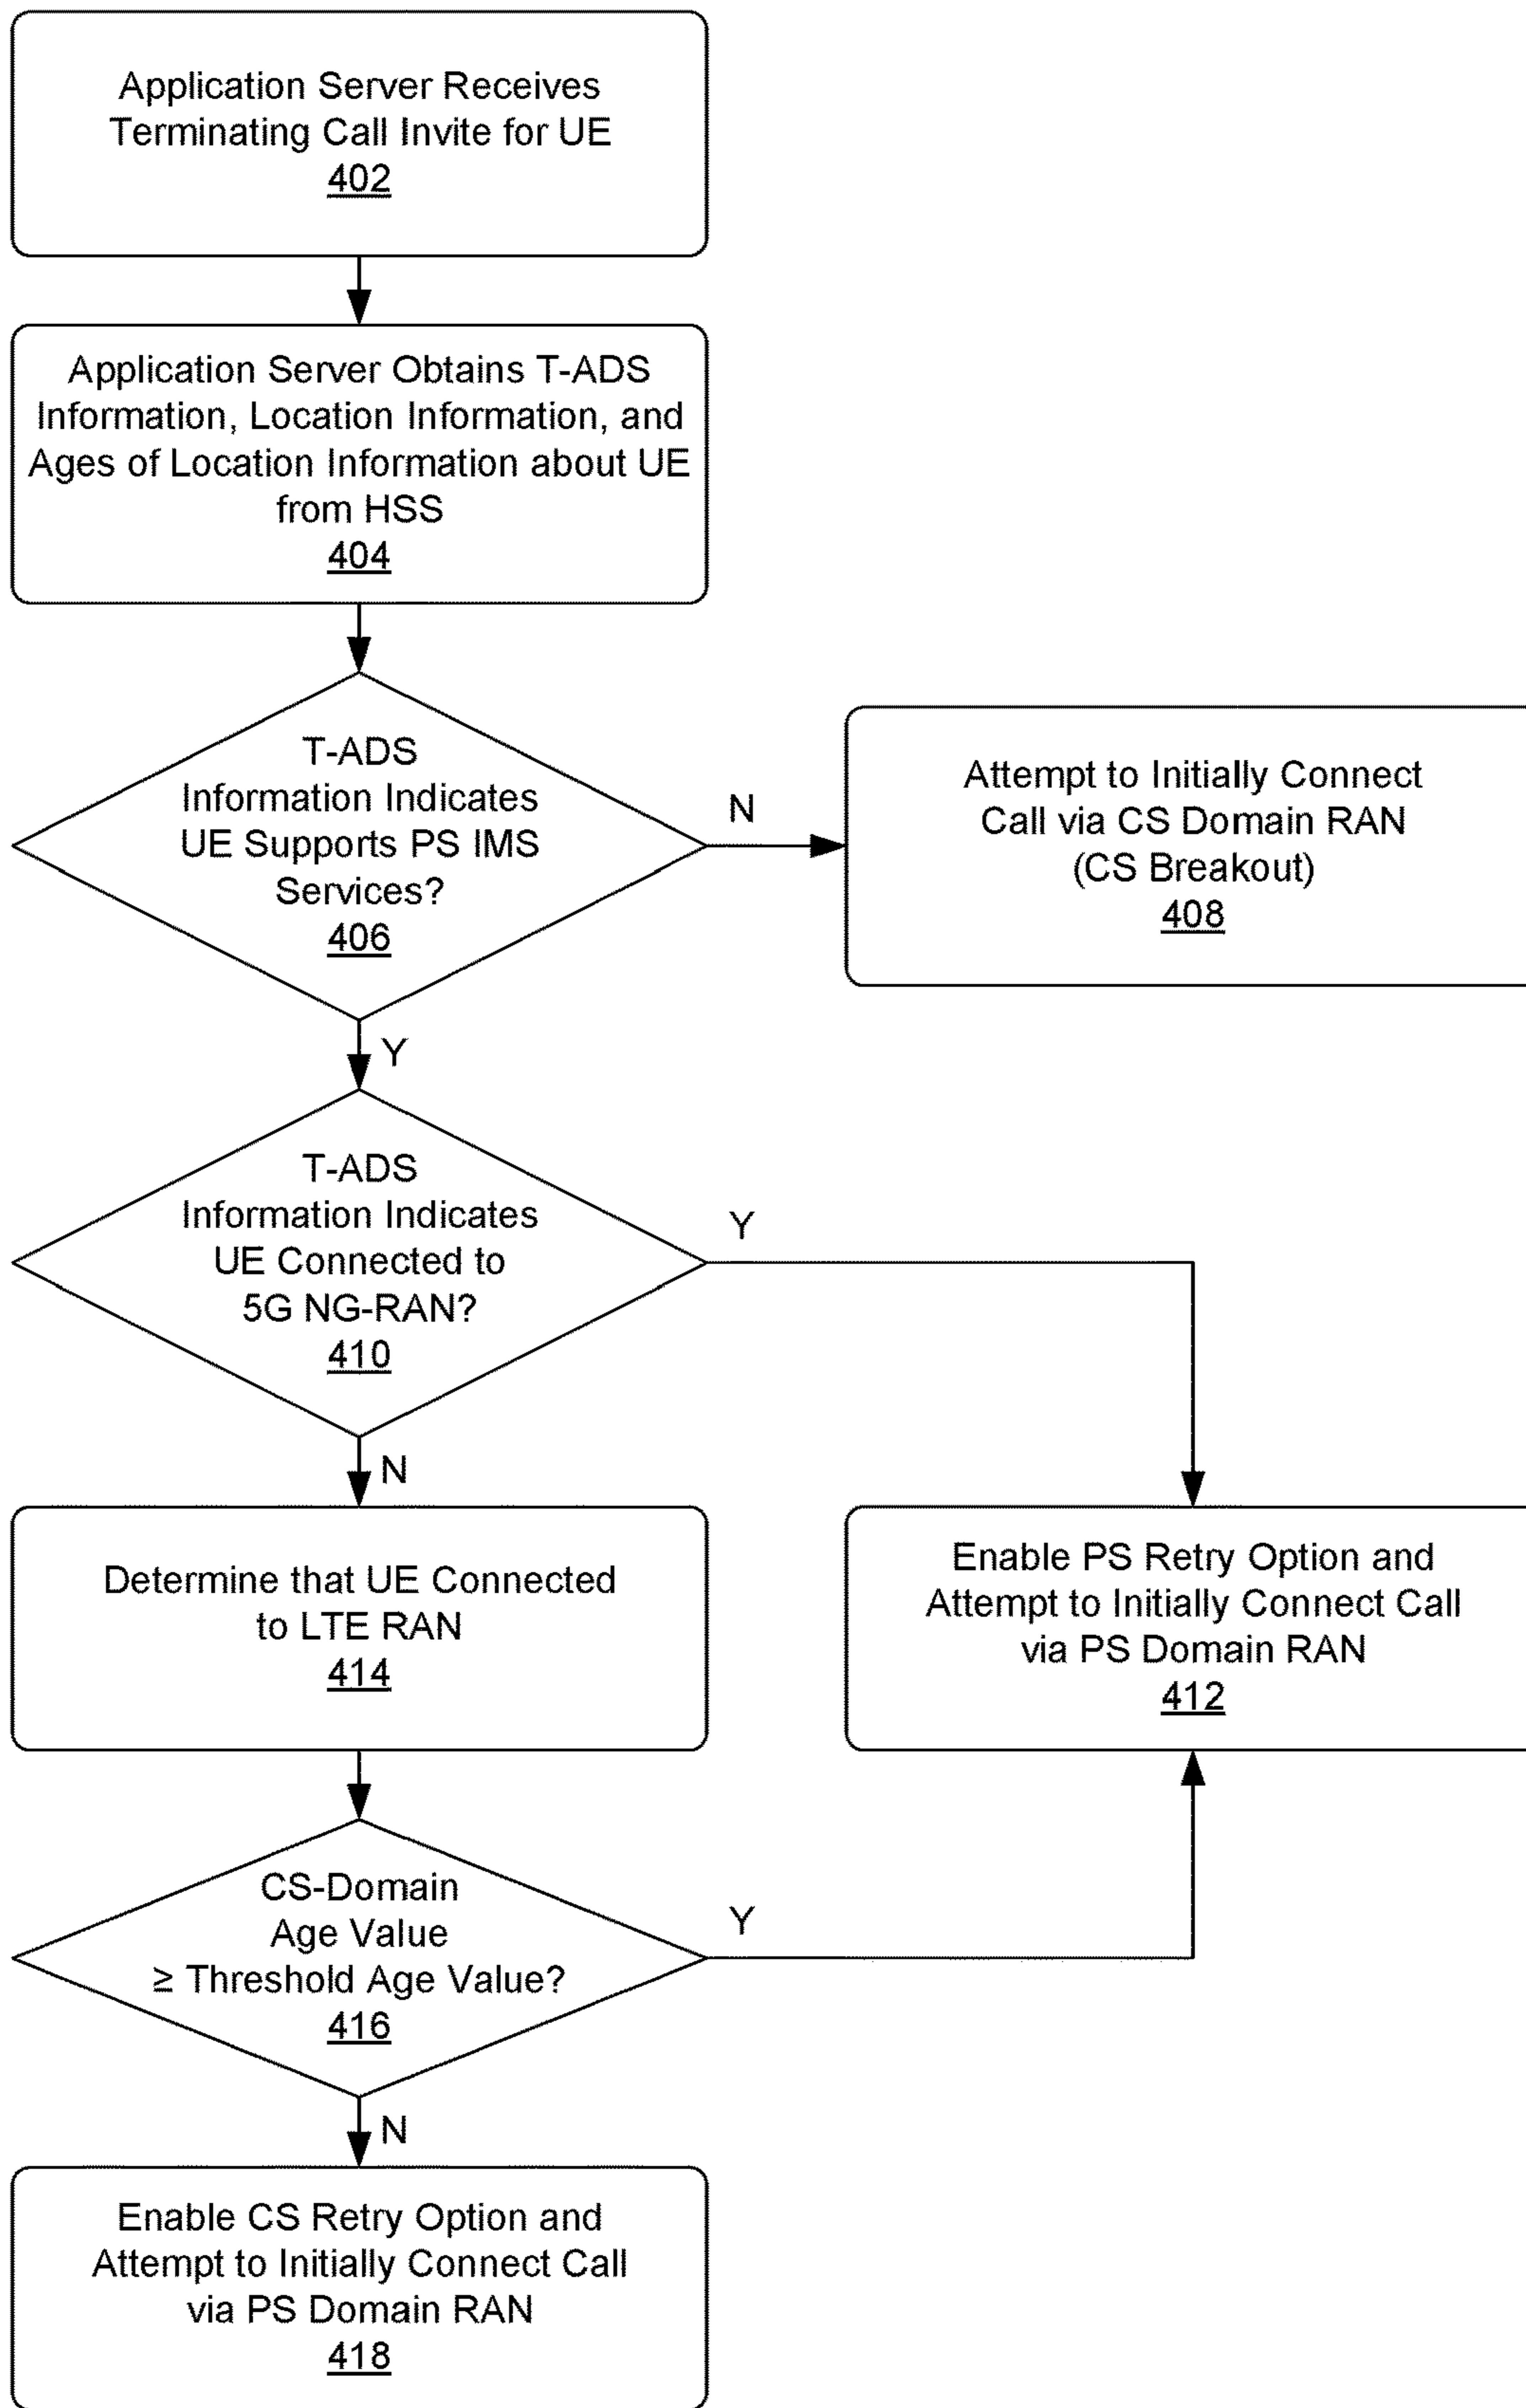 Application Server Receives
Terminating Call Invite for UE
402
Application Server Obtains T-ADS
Information, Location Information, and
Ages of Location Information about UE
from HSS
404
T-ADS
Information Indicates
UE Supports PS IMS
Services?
406
N
Attempt to Initially Connect
Call via CS Domain RAN
(CS Breakout)
408
Y
T-ADS
Information Indicates
UE Connected to
5G NG-RAN?
410
Y
N
Determine that UE Connected
to LTE RAN
414
Enable PS Retry Option and
Attempt to Initially Connect Call
via PS Domain RAN
412
CS-Domain
Age Value
≥ Threshold Age Value?
416
Y
N
Enable CS Retry Option and
Attempt to Initially Connect Call
via PS Domain RAN
418